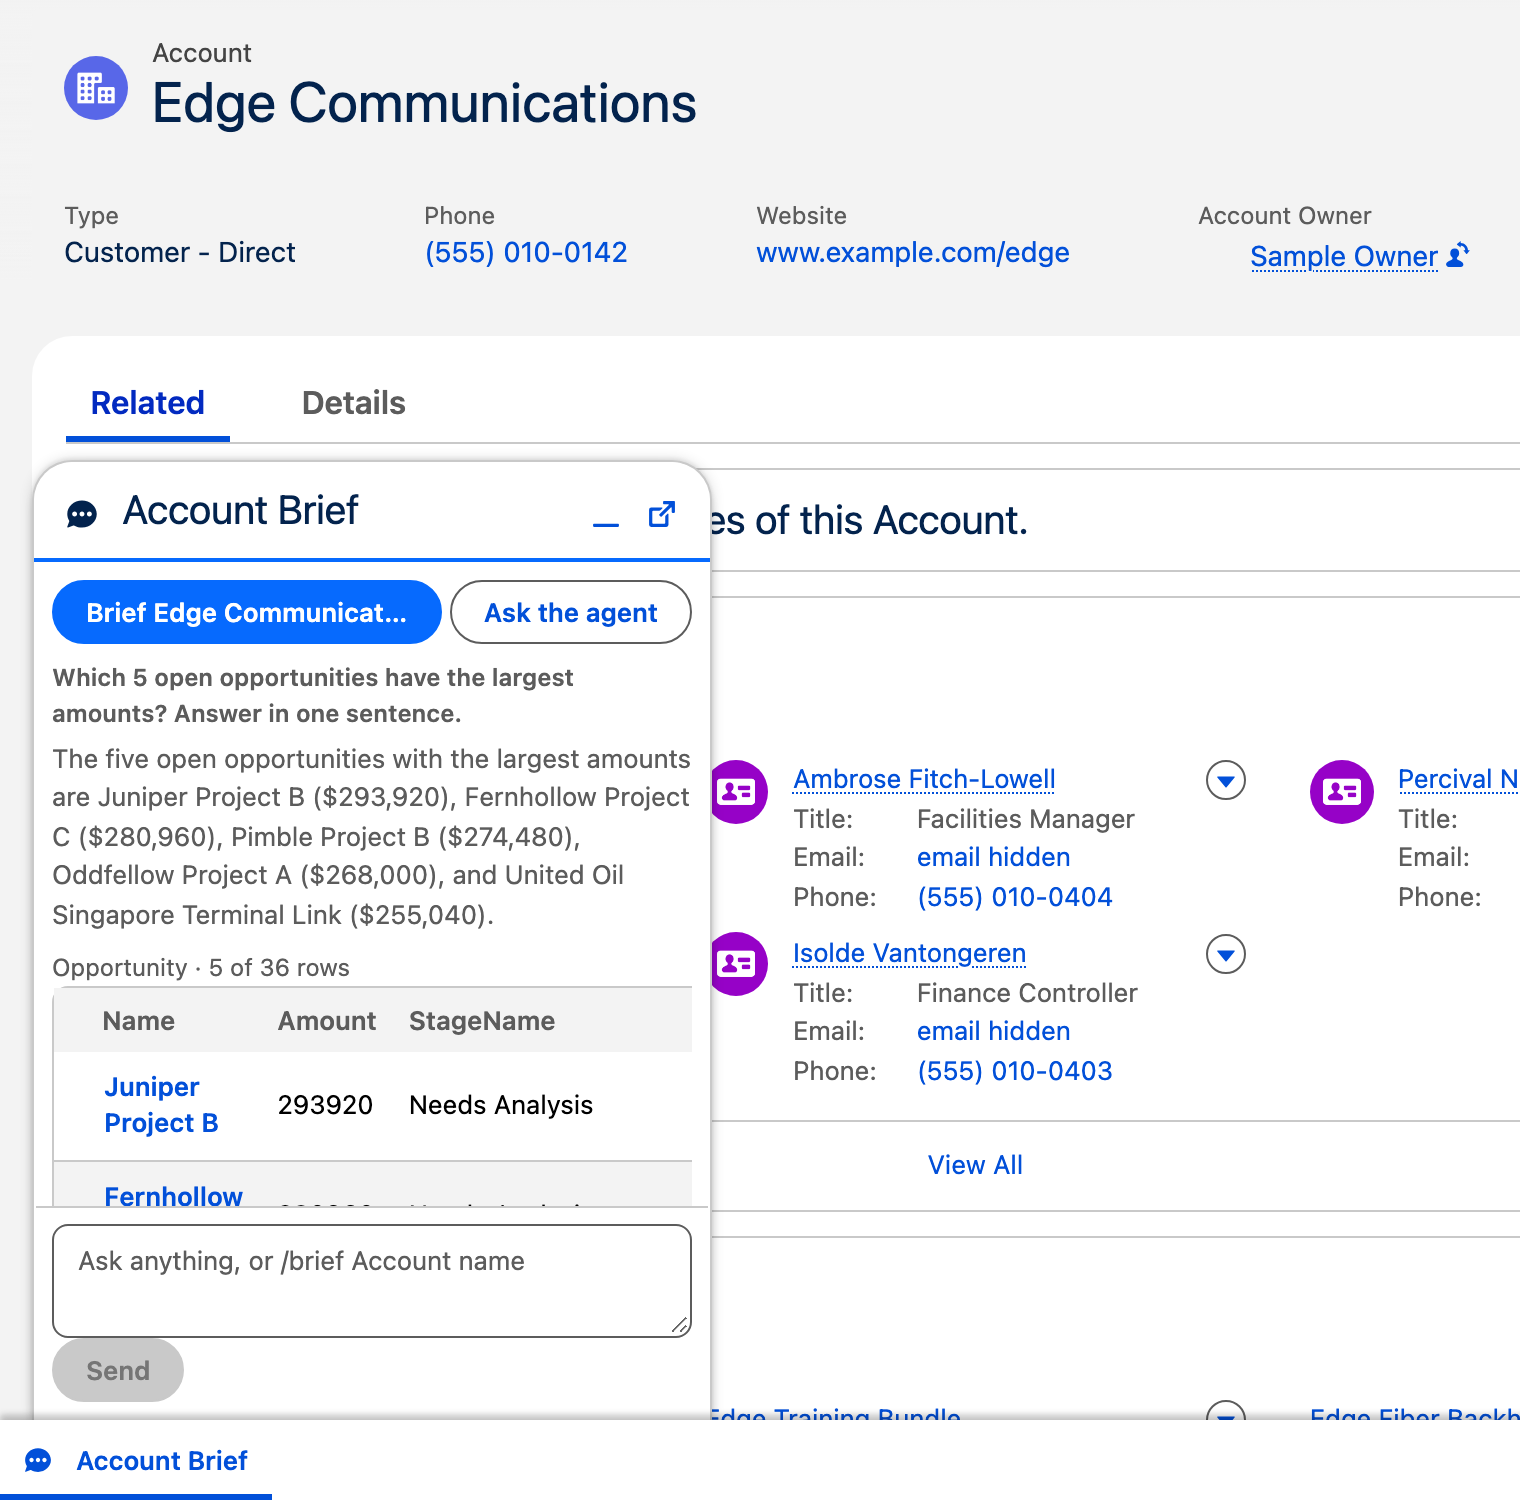 Account
Edge Communications
Type
Customer - Direct
Phone
(555) 010-0142
Website
www.example.com/edge
Account Owner
Sample Owner
Related
Details
Account Brief
es of this Account.
Brief Edge Communicat...
Ask the agent
Which 5 open opportunities have the largest
amounts? Answer in one sentence.
The five open opportunities with the largest amounts
are Juniper Project B ($293,920), Fernhollow Project
C ($280,960), Pimble Project B ($274,480),
Oddfellow Project A ($268,000), and United Oil
Singapore Terminal Link ($255,040).
Opportunity · 5 of 36 rows
Name Amount StageName
Juniper
Project B
293920
Needs Analysis
Fernhollow
Ask anything, or /brief Account name
Send
Ambrose Fitch-Lowell
Title: Facilities Manager
Email: email hidden
Phone: (555) 010-0404
Percival N
Title:
Email:
Phone:
Isolde Vantongeren
Title: Finance Controller
Email: email hidden
Phone: (555) 010-0403
View All
Edge Training Bundle
Edge Fiber Backh
Account Brief